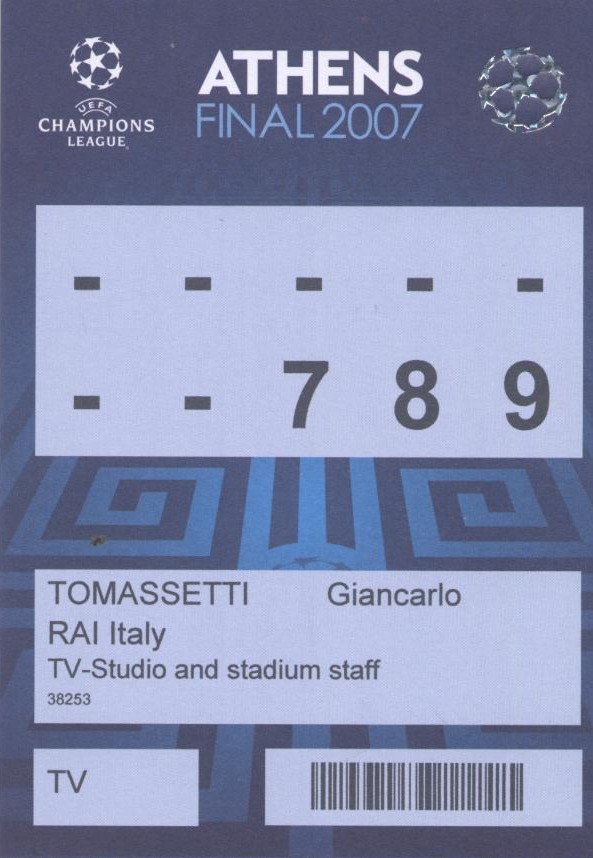 UEFA
CHAMPIONS
LEAGUE
ATHENS
FINAL 2007
- - - - -
- - 7 8 9
TOMASSETTI Giancarlo
RAI Italy
TV-Studio and stadium staff
38253
TV